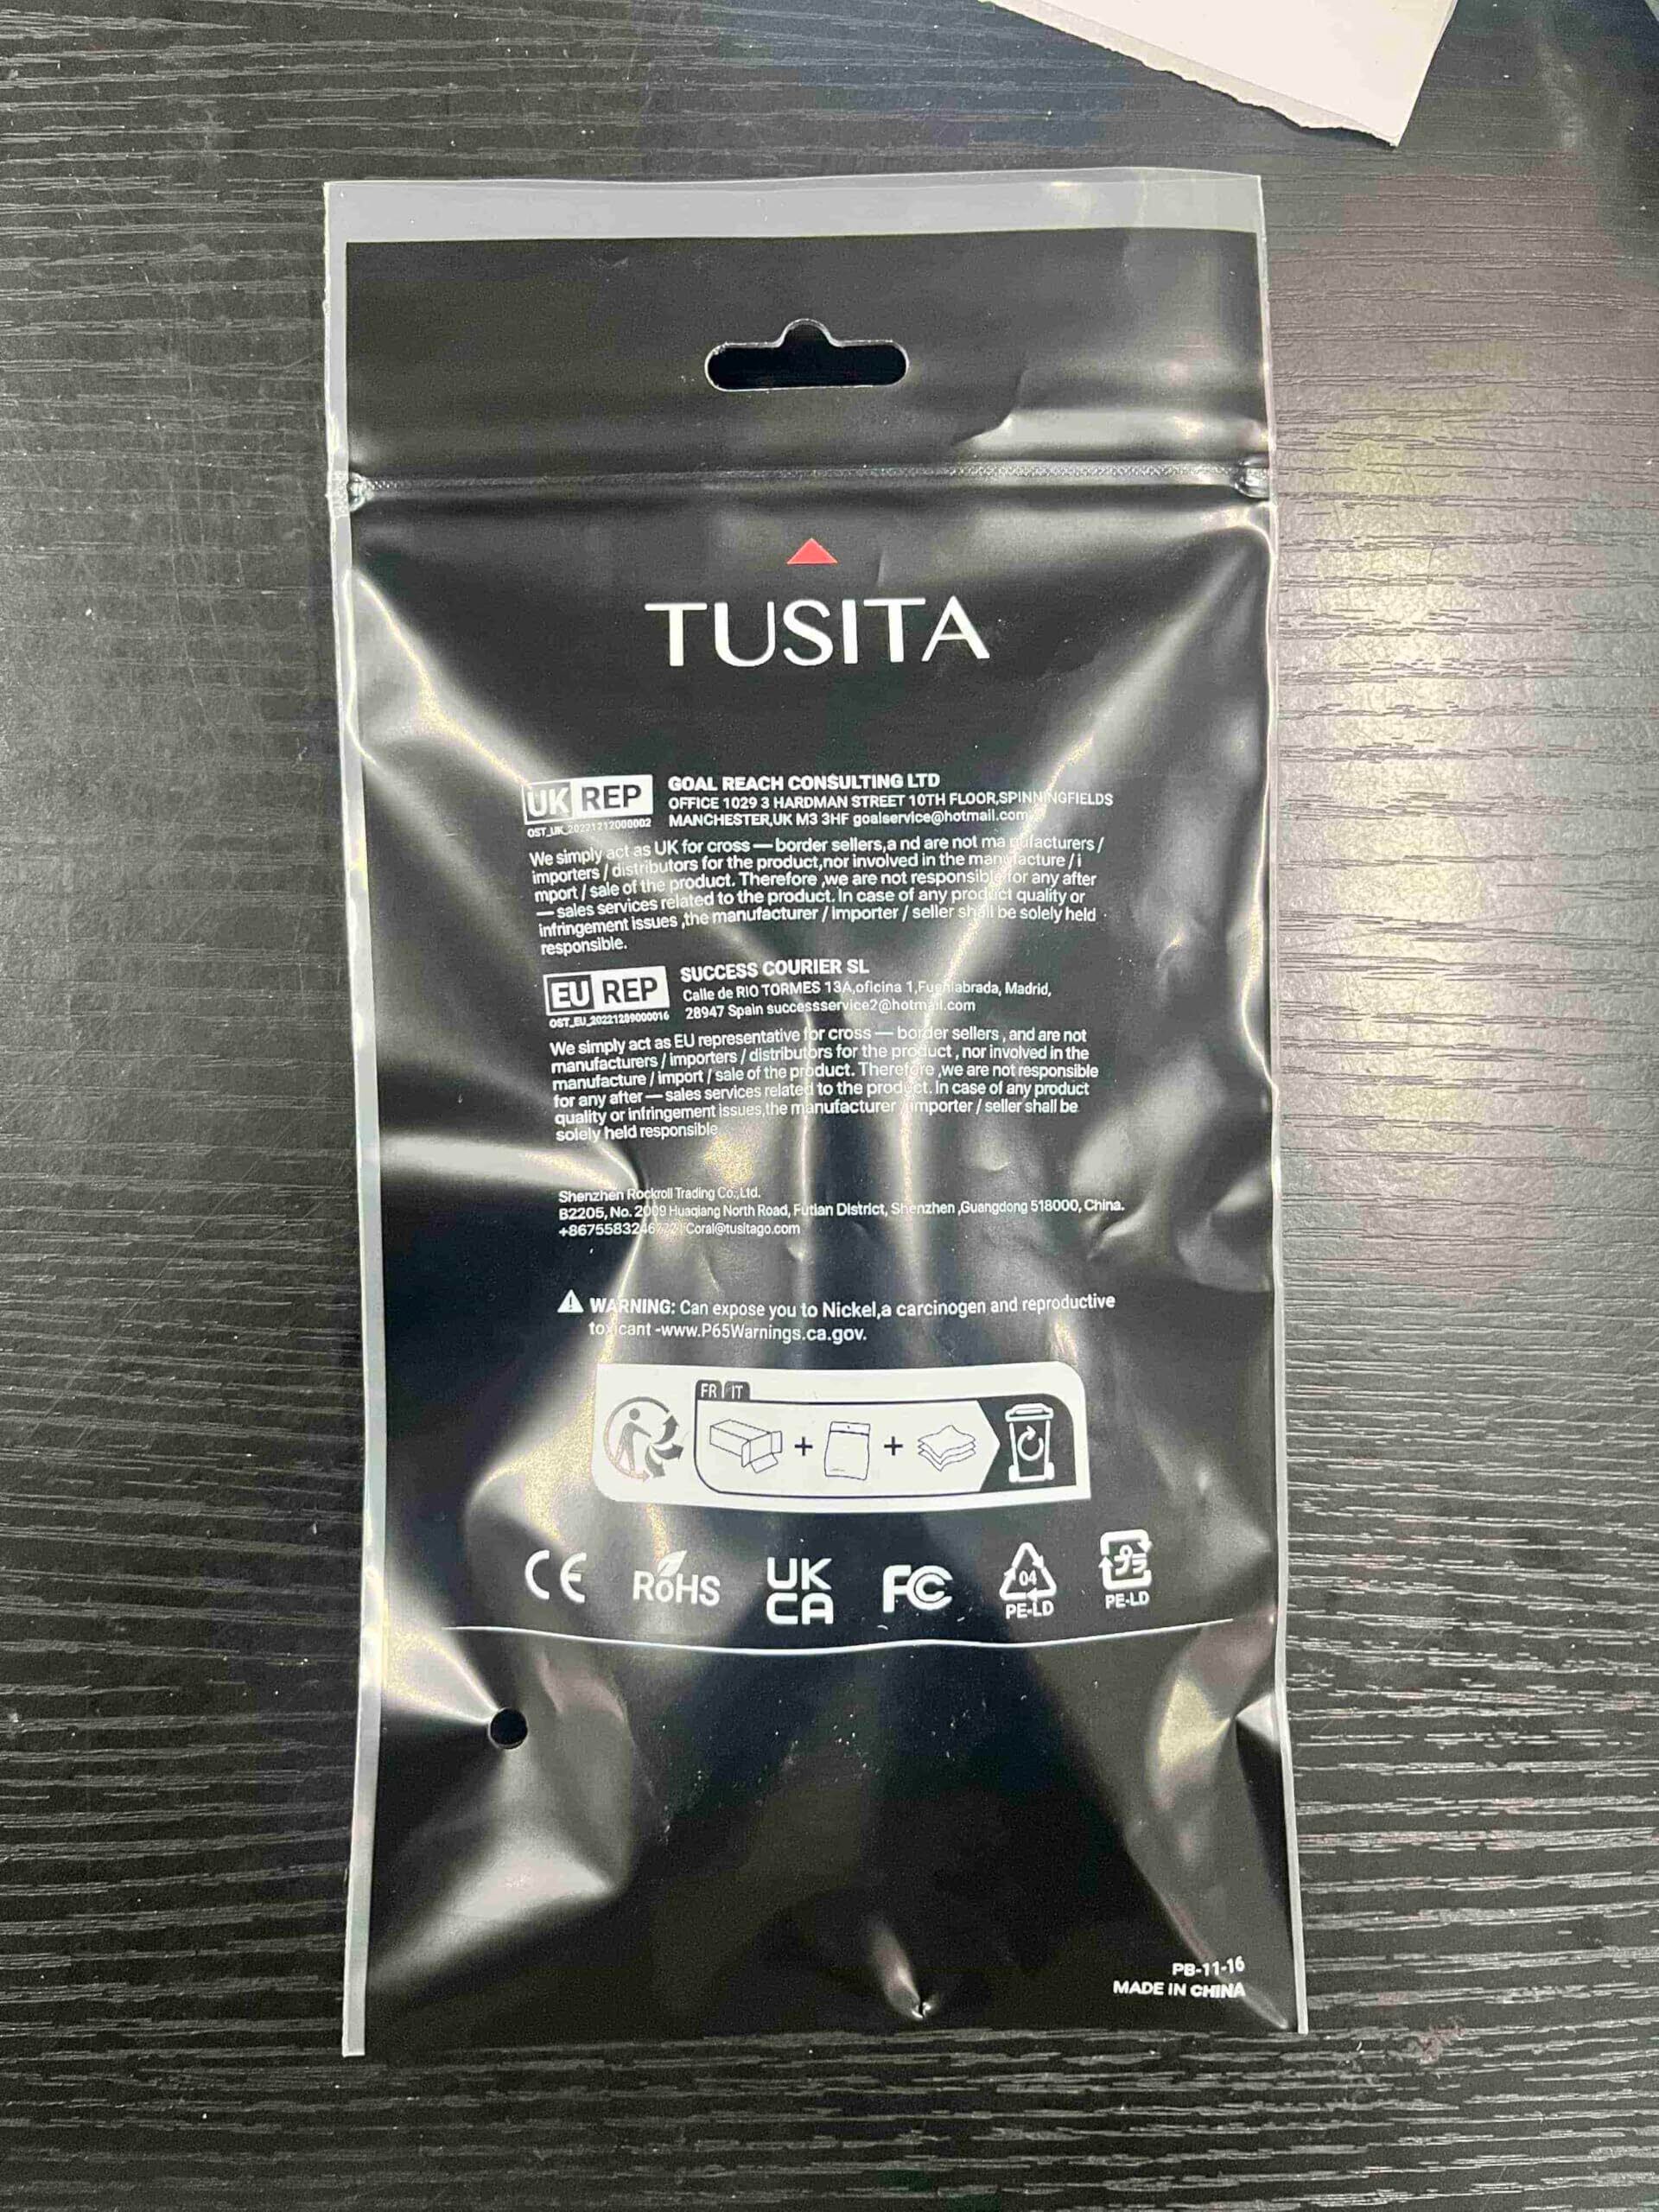 TUSITA
UK REP
OST_UK_20221212000002
GOAL REACH CONSULTING LTD
OFFICE 1029 3 HARDMAN STREET 10TH FLOOR,SPINNINGFIELDS
MANCHESTER,UK M3 3HF goalservice@hotmail.com
We simply act as UK for cross — border sellers,a nd are not ma nufacturers /
importers / distributors for the product,nor involved in the manufacture / i
mport / sale of the product. Therefore ,we are not responsible for any after
— sales services related to the product. In case of any product quality or
infringement issues ,the manufacturer / importer / seller shall be solely held
responsible.
EU REP
OST_EU_20221209000016
SUCCESS COURIER SL
Calle de RIO TORMES 13A,oficina 1,Fuenlabrada, Madrid,
28947 Spain successservice2@hotmail.com
We simply act as EU representative for cross — border sellers , and are not
manufacturers / importers / distributors for the product , nor involved in the
manufacture / import / sale of the product. Therefore ,we are not responsible
for any after — sales services related to the product. In case of any product
quality or infringement issues,the manufacturer / importer / seller shall be
solely held responsible
Shenzhen Rockroll Trading Co.,Ltd.
B2205, No. 2009 Huaqiang North Road, Futian District, Shenzhen ,Guangdong 518000, China.
Coral@tusitago.com
WARNING: Can expose you to Nickel,a carcinogen and reproductive
toxicant -www.P65Warnings.ca.gov.
FR IT
CE RoHS UK CA FC 04 PE-LD PE-LD
PB-11-16
MADE IN CHINA